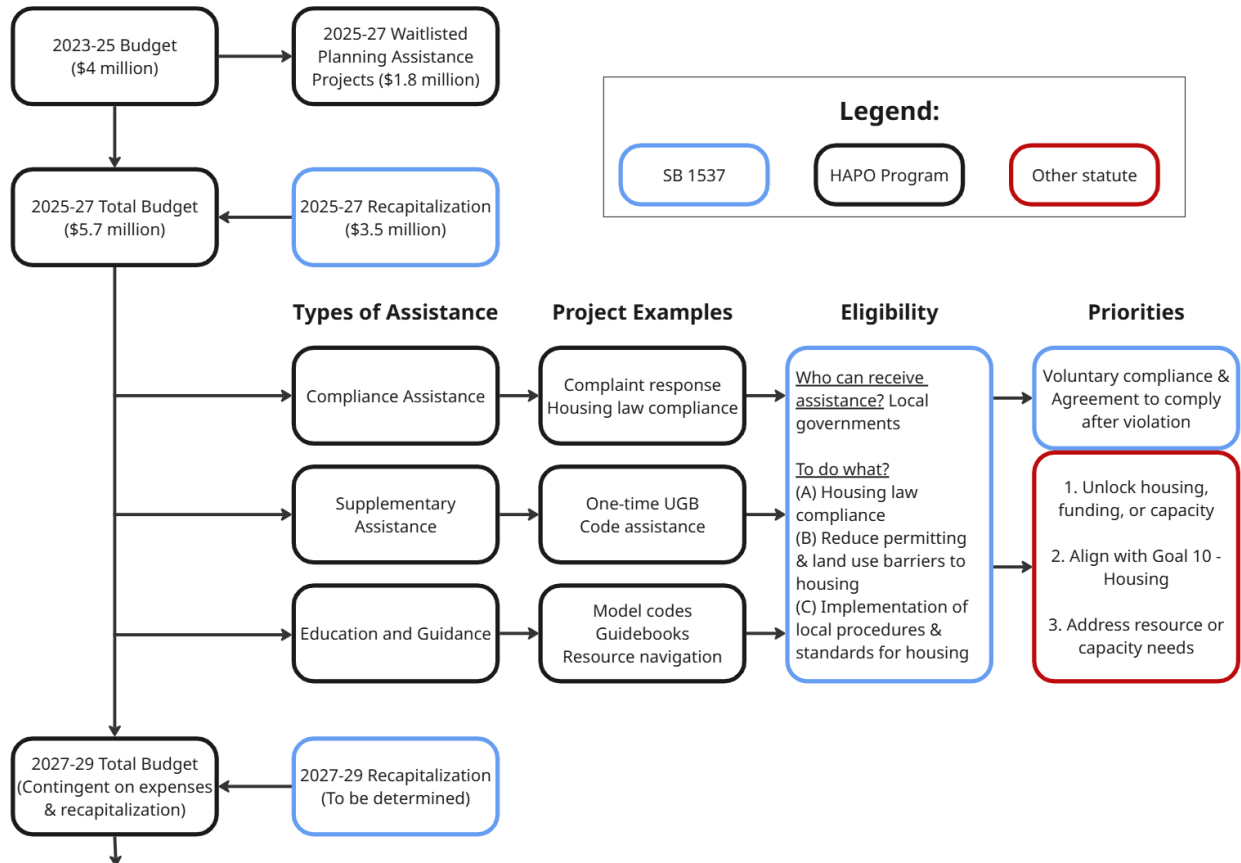 2023-25 Budget
($4 million)
2025-27 Waitlisted
Planning Assistance
Projects ($1.8 million)
Legend:
SB 1537
HAPO Program
Other statute
2025-27 Total Budget
($5.7 million)
2025-27 Recapitalization
($3.5 million)
Types of Assistance
Project Examples
Eligibility
Priorities
Compliance Assistance
Complaint response
Housing law compliance
Supplementary
Assistance
One-time UGB
Code assistance
Education and Guidance
Model codes
Guidebooks
Resource navigation
Who can receive
assistance? Local
governments
To do what?
(A) Housing law
compliance
(B) Reduce permitting
& land use barriers to
housing
(C) Implementation of
local procedures &
standards for housing
Voluntary compliance &
Agreement to comply
after violation
1. Unlock housing,
funding, or capacity
2. Align with Goal 10 -
Housing
3. Address resource or
capacity needs
2027-29 Total Budget
(Contingent on expenses
& recapitalization)
2027-29 Recapitalization
(To be determined)